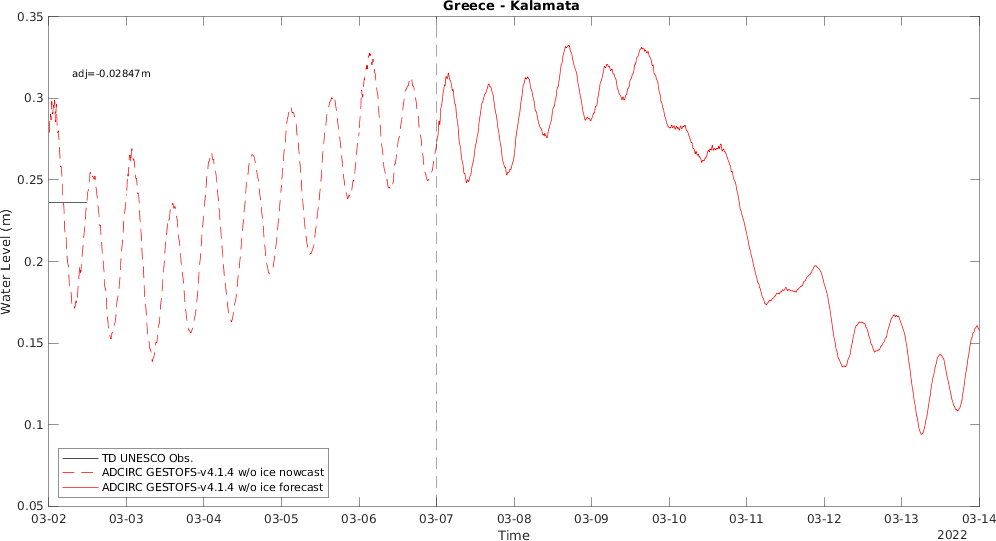 Greece - Kalamata
0.35
0.3
0.25
0.2
0.15
0.1
0.05
Water Level (m)
adj=-0.02847m
TD UNESCO Obs.
ADCIRC GESTOFS-v4.1.4 w/o ice nowcast
ADCIRC GESTOFS-v4.1.4 w/o ice forecast
03-02 03-03 03-04 03-05 03-06 03-07 03-08 03-09 03-10 03-11 03-12 03-13 03-14
Time
2022